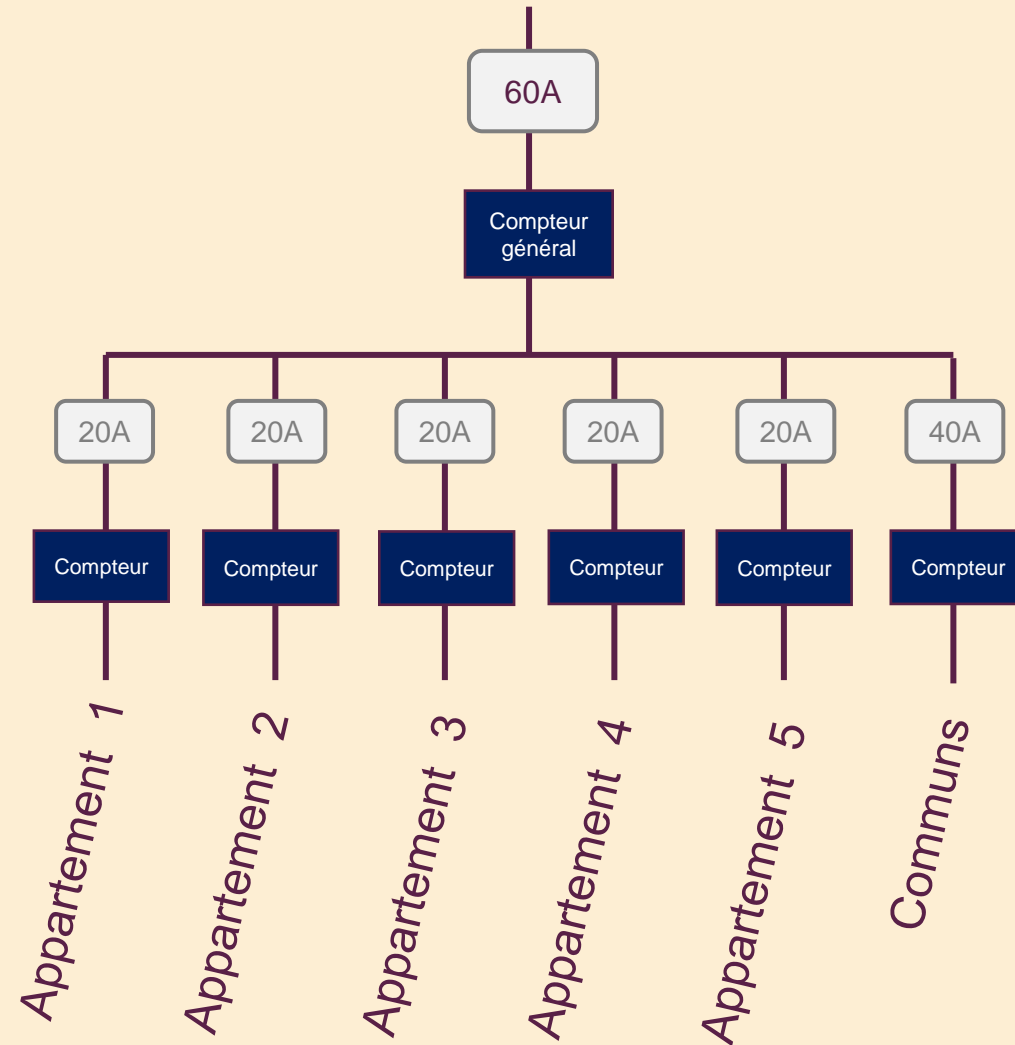 60A
Compteur
général
20A
20A
20A
20A
20A
40A
Compteur
Compteur
Compteur
Compteur
Compteur
Compteur
Appartement 1
Appartement 2
Appartement 3
Appartement 4
Appartement 5
Communs